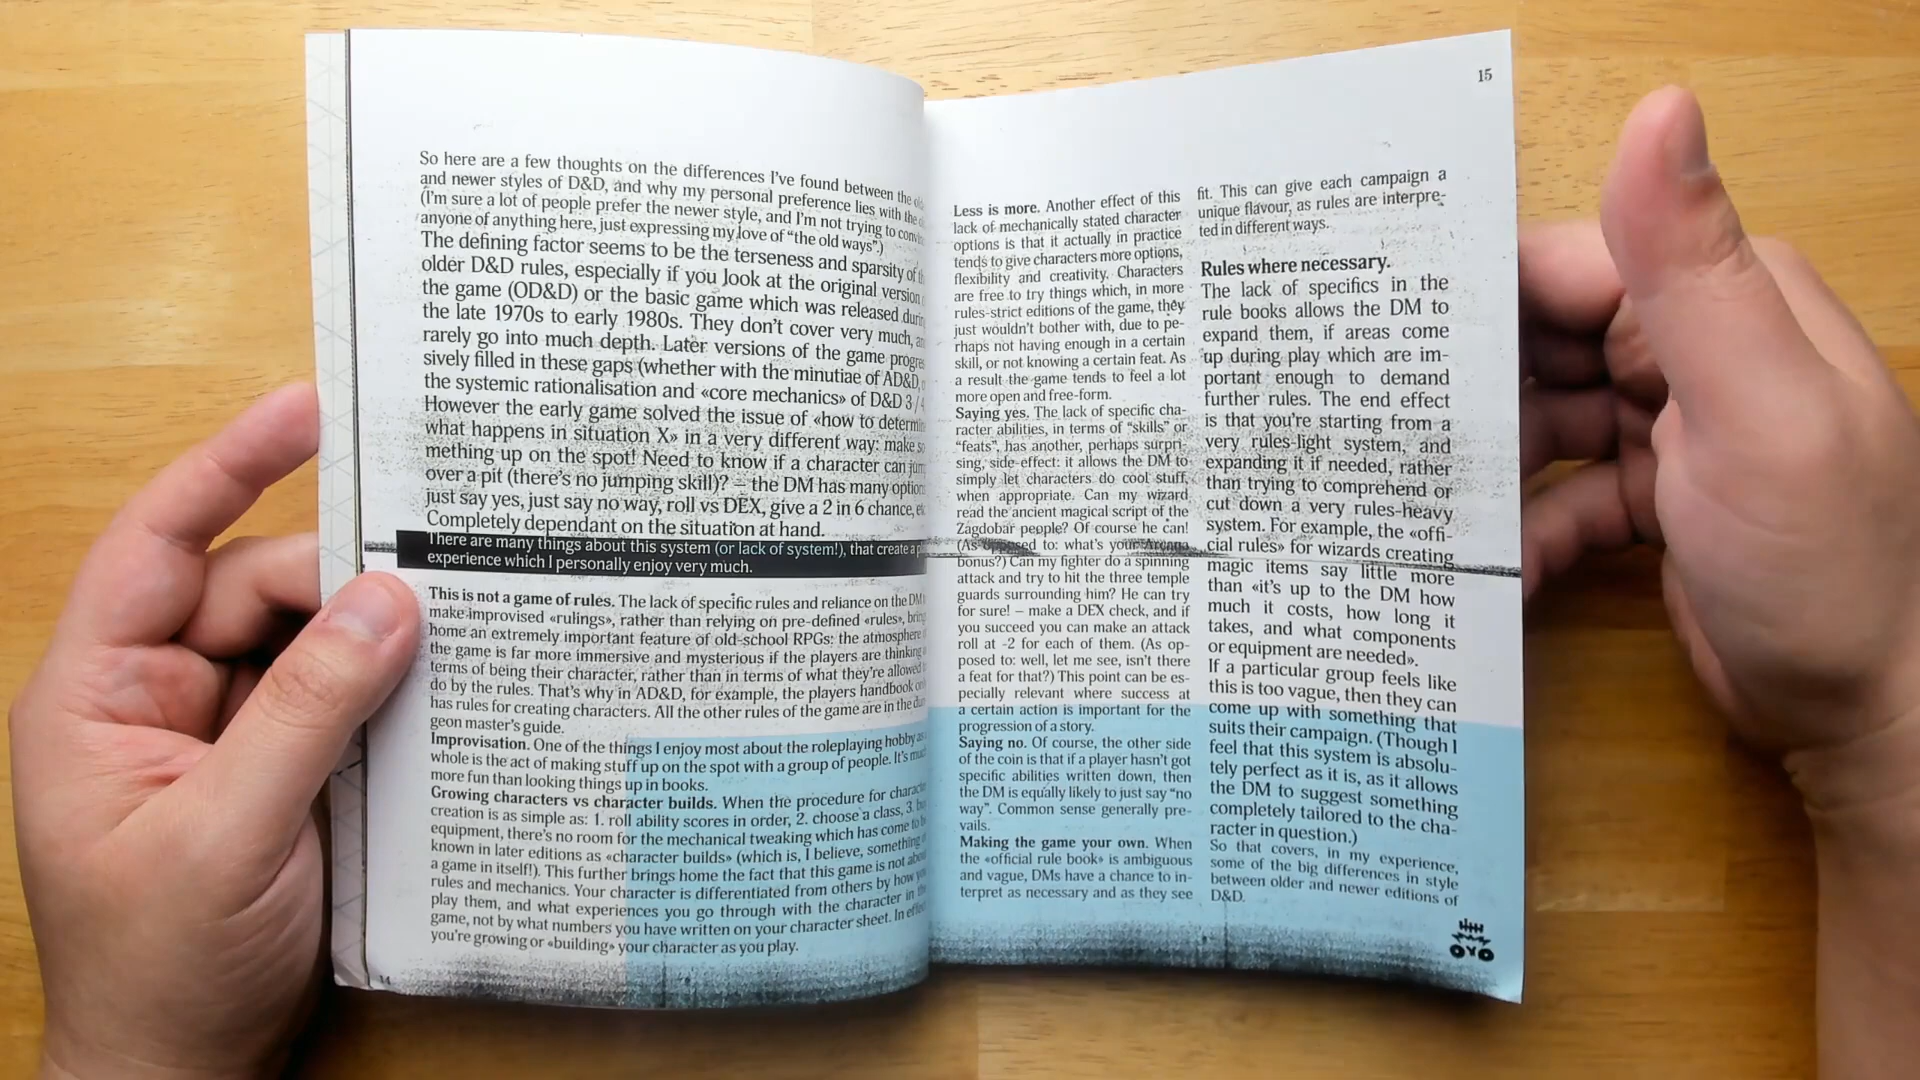 So here are a few thoughts on the differences I've found between the
and newer styles of D&D, and why my personal preference lies with the
(I'm sure a lot of people prefer the newer style, and I'm not trying to
anyone of anything here, just expressing my love of “the old ways”.)
The defining factor seems to be the terseness and sparsity of
older D&D rules, especially if you look at the original version
the game (OD&D) or the basic game which was released
the late 1970s to early 1980s. They don't cover very much,
rarely go into much depth. Later versions of the game
sively filled in these gaps (whether with the minutiae of AD&D,
the systemic rationalisation and «core mechanics» of D&D 3 /
However the early game solved the issue of «how to
what happens in situation X» in a very different way: make so
mething up on the spot! Need to know if a character can
over a pit (there's no jumping skill)? – the DM has many
just say yes, just say no way, roll vs DEX, give a 2 in 6 chance,
Completely dependant on the situation at hand.
There are many things about this system (or lack of system!), that create a
experience which I personally enjoy very much.
This is not a game of rules. The lack of specific rules and reliance on the DM
make improvised «rulings», rather than relying on pre-defined «rules»,
home an extremely important feature of old-school RPGs: the atmosphere
the game is far more immersive and mysterious if the players are thinking
terms of being their character, rather than in terms of what they're allowed
do by the rules. That's why in AD&D, for example, the players handbook
has rules for creating characters. All the other rules of the game are in the
geon master's guide.
Improvisation. One of the things I enjoy most about the roleplaying hobby
whole is the act of making stuff up on the spot with a group of people. It's
more fun than looking things up in books.
Growing characters vs character builds. When the procedure for
creation is as simple as: 1. roll ability scores in order, 2. choose a class, 3.
equipment, there's no room for the mechanical tweaking which has come to
known in later editions as «character builds» (which is, I believe, something
a game in itself!). This further brings home the fact that this game is not
rules and mechanics. Your character is differentiated from others by how
play them, and what experiences you go through with the character in
game, not by what numbers you have written on your character sheet. In
you're growing or «building» your character as you play.
14
15
Less is more. Another effect of this
lack of mechanically stated character
options is that it actually in practice
tends to give characters more options,
flexibility and creativity. Characters
are free to try things which, in more
rules-strict editions of the game, they
just wouldn't bother with, due to pe-
rhaps not having enough in a certain
skill, or not knowing a certain feat. As
a result the game tends to feel a lot
more open and free-form.
Saying yes. The lack of specific cha-
racter abilities, in terms of “skills” or
“feats”, has another, perhaps surpri-
sing, side-effect: it allows the DM to
simply let characters do cool stuff,
when appropriate. Can my wizard
read the ancient magical script of the
Zagdobar people? Of course he can!
(As opposed to: what's your Arcana
bonus?) Can my fighter do a spinning
attack and try to hit the three temple
guards surrounding him? He can try
for sure! – make a DEX check, and if
you succeed you can make an attack
roll at -2 for each of them. (As op-
posed to: well, let me see, isn't there
a feat for that?) This point can be es-
pecially relevant where success at
a certain action is important for the
progression of a story.
Saying no. Of course, the other side
of the coin is that if a player hasn't got
specific abilities written down, then
the DM is equally likely to just say “no
way”. Common sense generally pre-
vails.
Making the game your own. When
the «official rule book» is ambiguous
and vague, DMs have a chance to in-
terpret as necessary and as they see
fit. This can give each campaign a
unique flavour, as rules are interpre-
ted in different ways.
Rules where necessary.
The lack of specifics in the
rule books allows the DM to
expand them, if areas come
up during play which are im-
portant enough to demand
further rules. The end effect
is that you're starting from a
very rules-light system, and
expanding it if needed, rather
than trying to comprehend or
cut down a very rules-heavy
system. For example, the «offi-
cial rules» for wizards creating
magic items say little more
than «it's up to the DM how
much it costs, how long it
takes, and what components
or equipment are needed».
If a particular group feels like
this is too vague, then they can
come up with something that
suits their campaign. (Though I
feel that this system is absolu-
tely perfect as it is, as it allows
the DM to suggest something
completely tailored to the cha-
racter in question.)
So that covers, in my experience,
some of the big differences in style
between older and newer editions of
D&D.